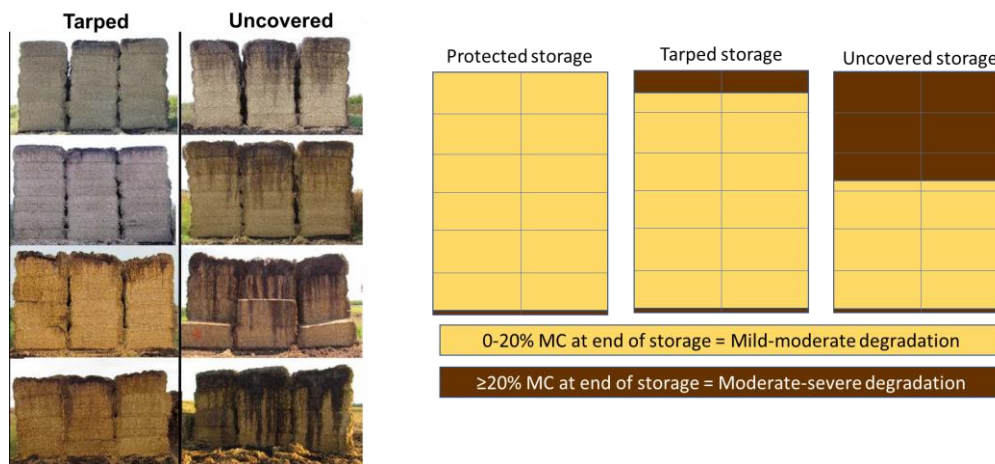 Tarped
Uncovered
Protected storage
Tarped storage
Uncovered storage
0-20% MC at end of storage = Mild-moderate degradation
≥20% MC at end of storage = Moderate-severe degradation